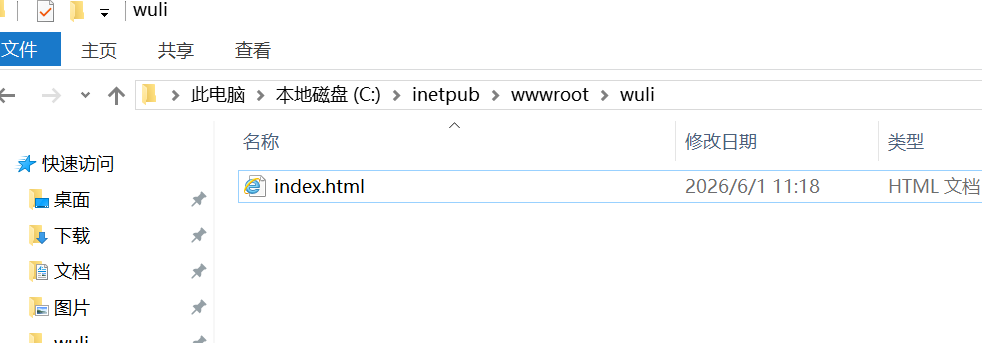 wuli
文件 主页 共享 查看
此电脑 本地磁盘 (C:) inetpub wwwroot wuli
名称 修改日期 类型
快速访问
index.html 2026/6/1 11:18 HTML 文档
桌面
下载
文档
图片
wuli